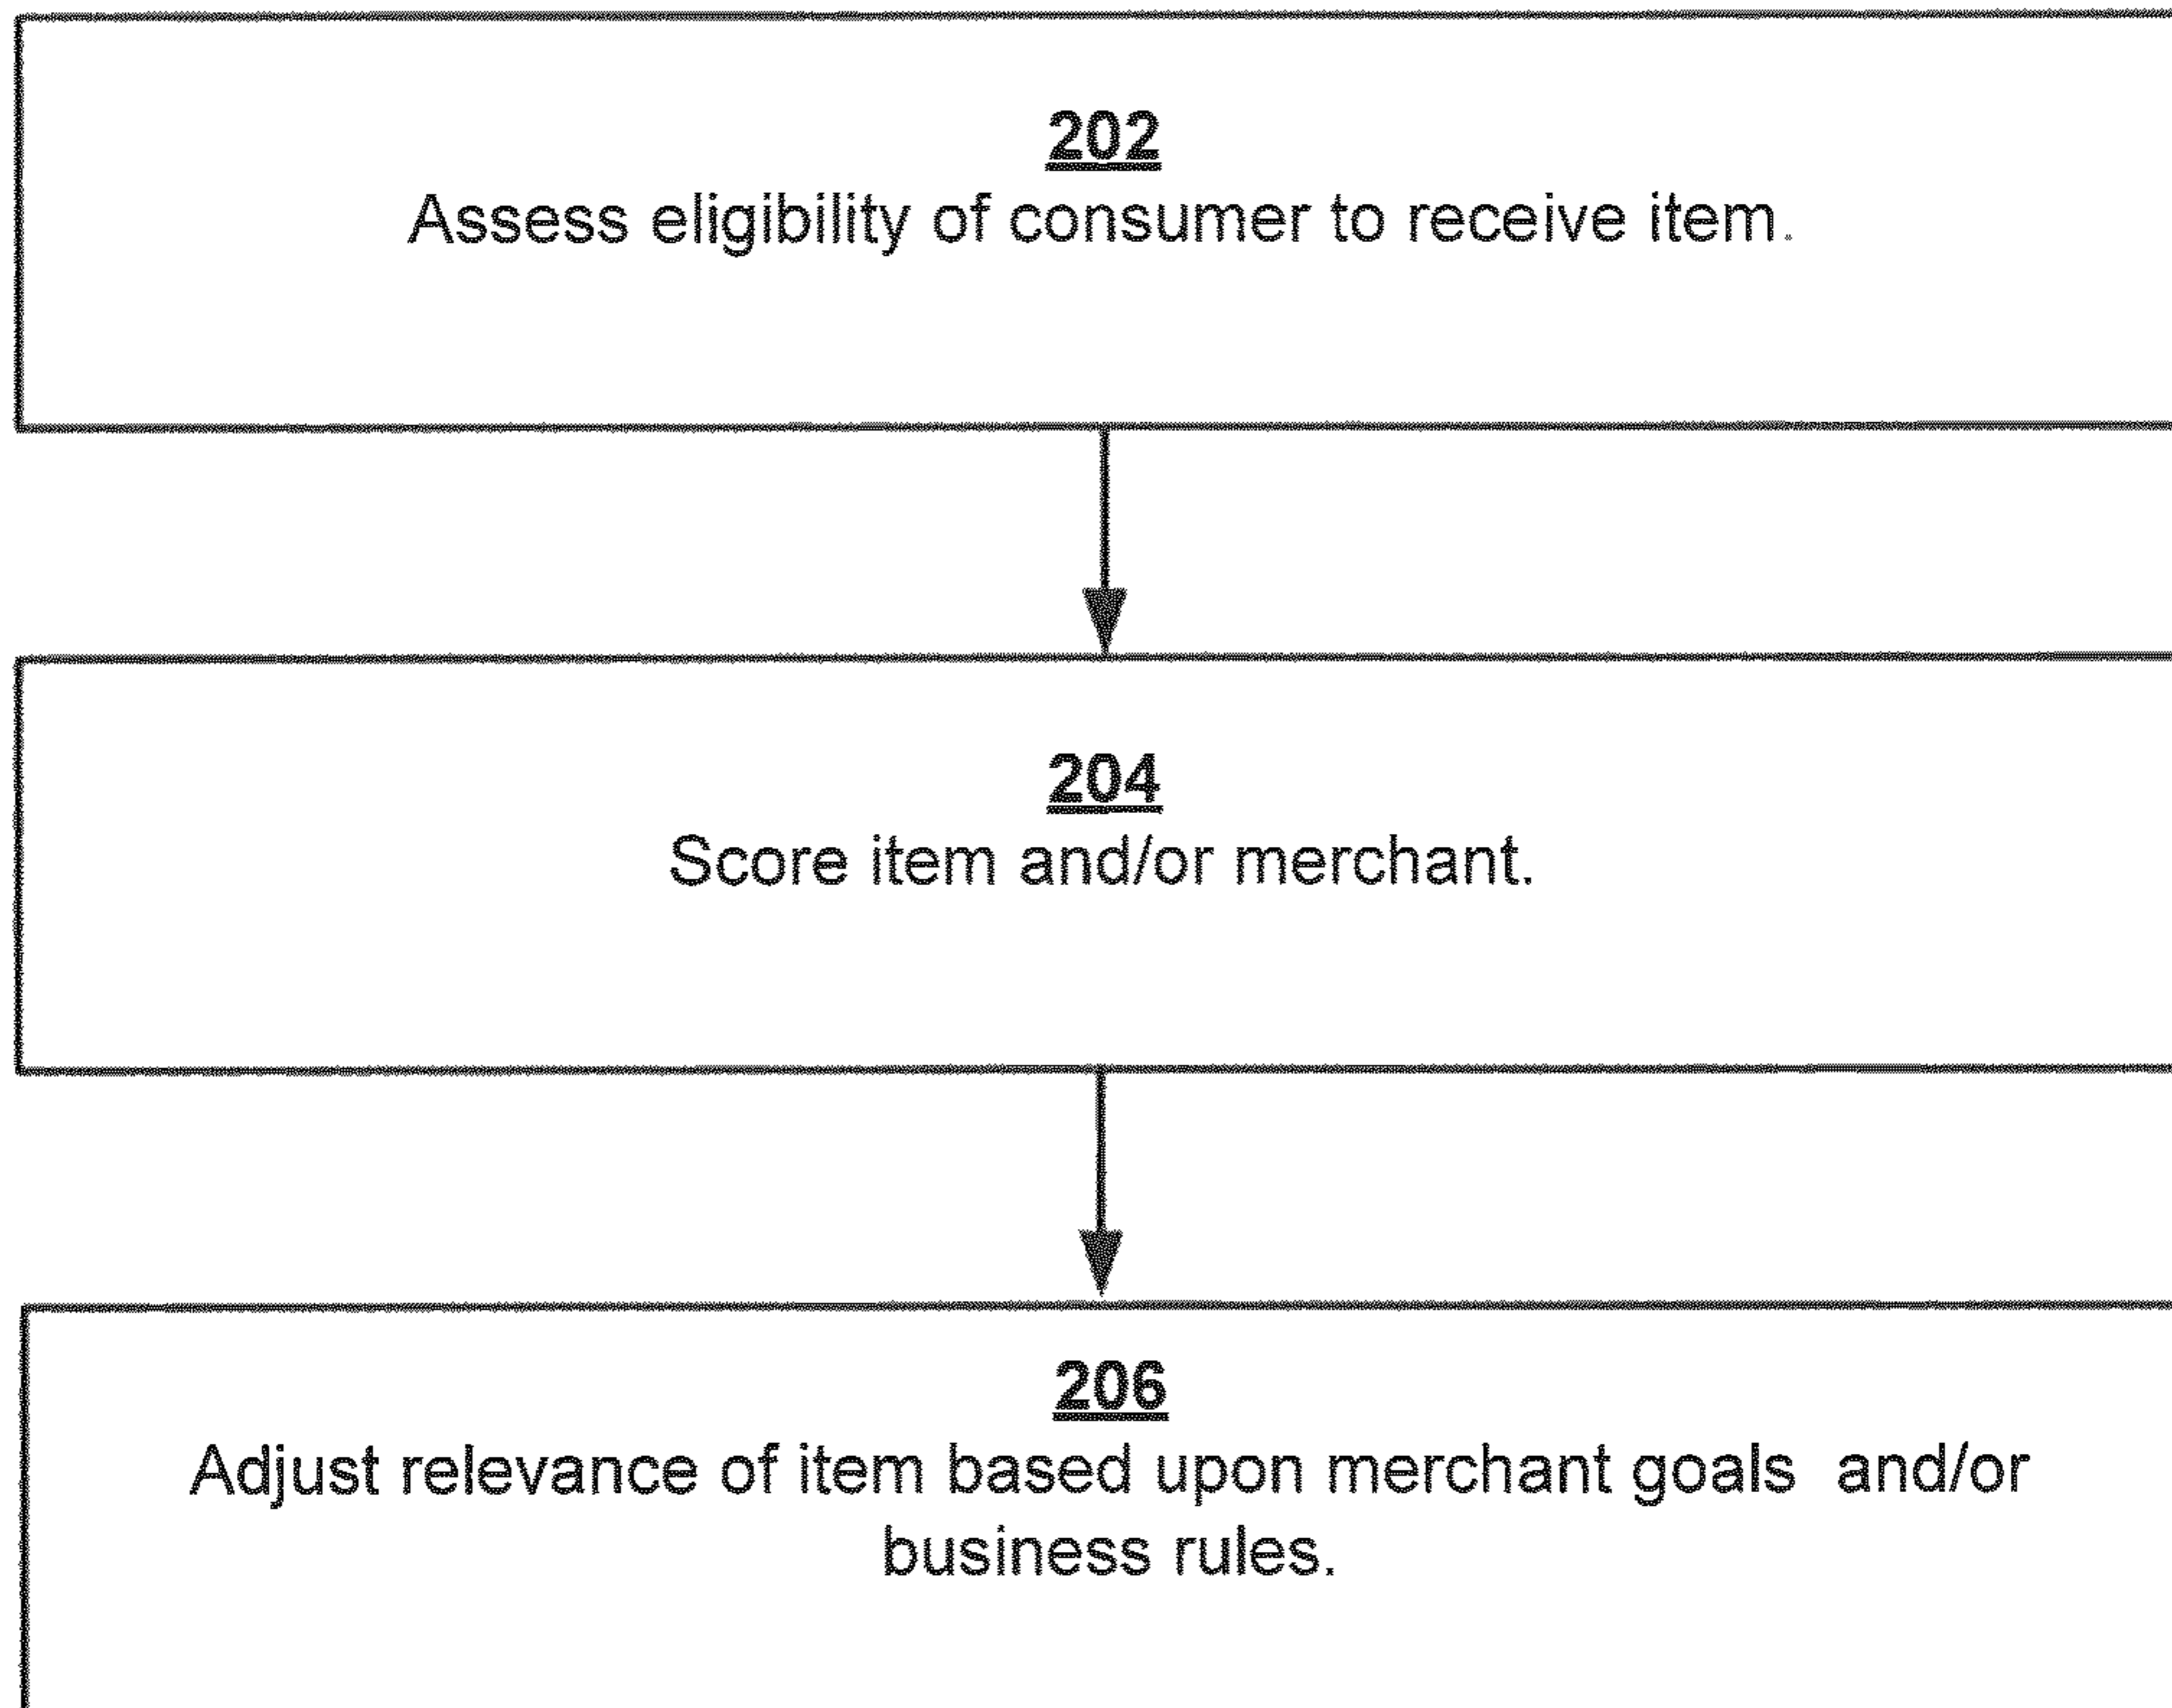 202
Assess eligibility of consumer to receive item.
204
Score item and/or merchant.
206
Adjust relevance of item based upon merchant goals and/or
business rules.